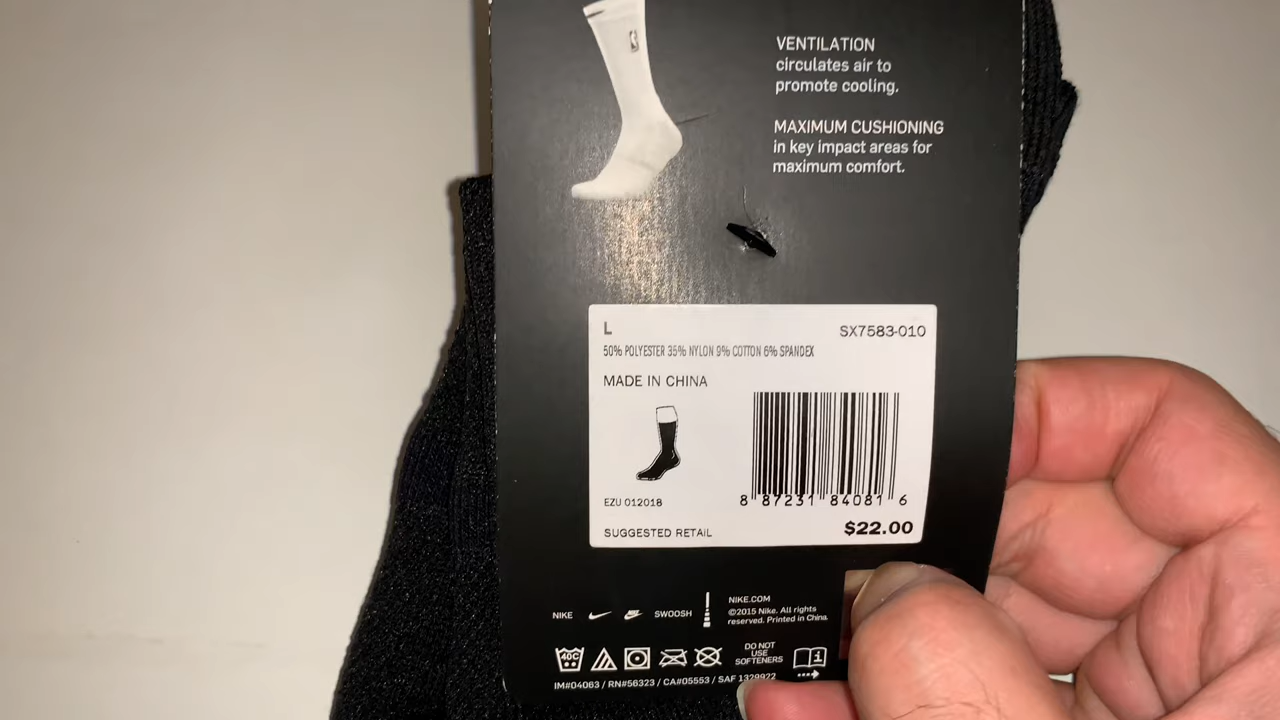 VENTILATION
circulates air to
promote cooling.
MAXIMUM CUSHIONING
in key impact areas for
maximum comfort.
L
SX7583-010
50% POLYESTER 35% NYLON 9% COTTON 6% SPANDEX
MADE IN CHINA
EZU 012018
8 87231 84081 6
SUGGESTED RETAIL
$22.00
NIKE
SWOOSH
NIKE.COM
©2015 Nike. All rights
reserved. Printed in China.
40C
DO NOT
USE
SOFTENERS
IM#04063 / RN#56323 / CA#05553 / SAF 1329922